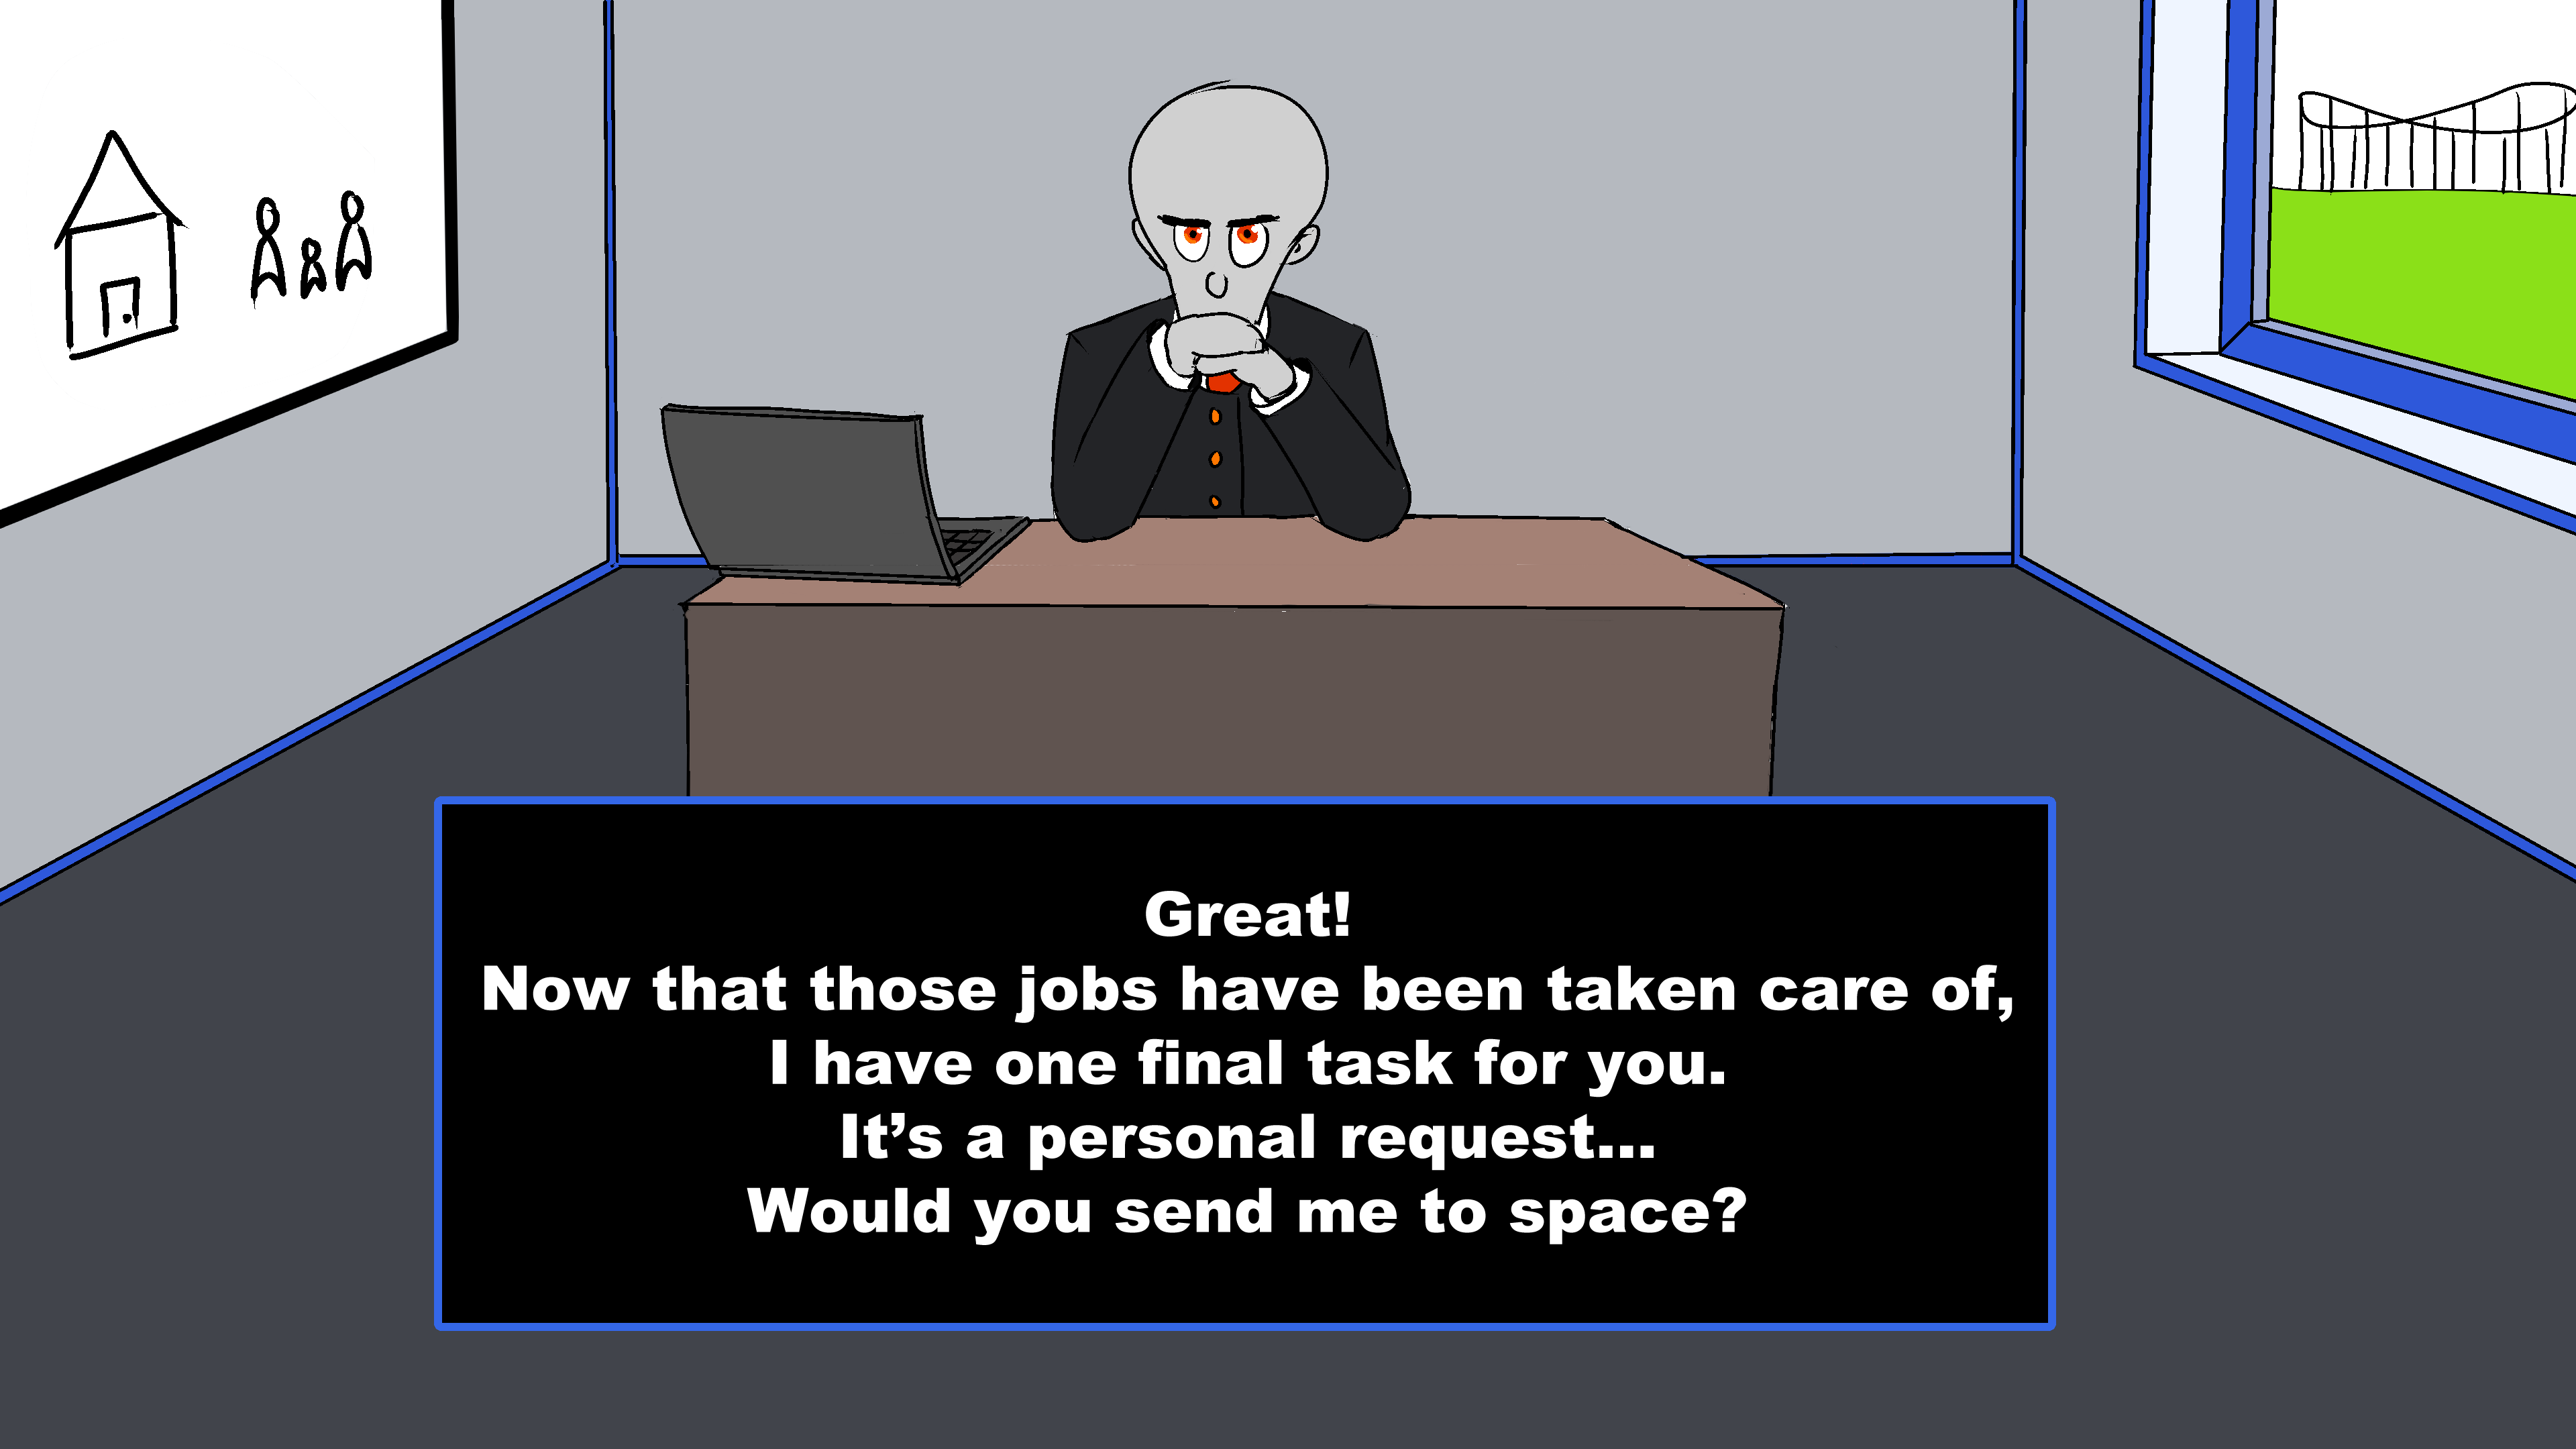 Great!
Now that those jobs have been taken care of,
I have one final task for you.
It’s a personal request...
Would you send me to space?